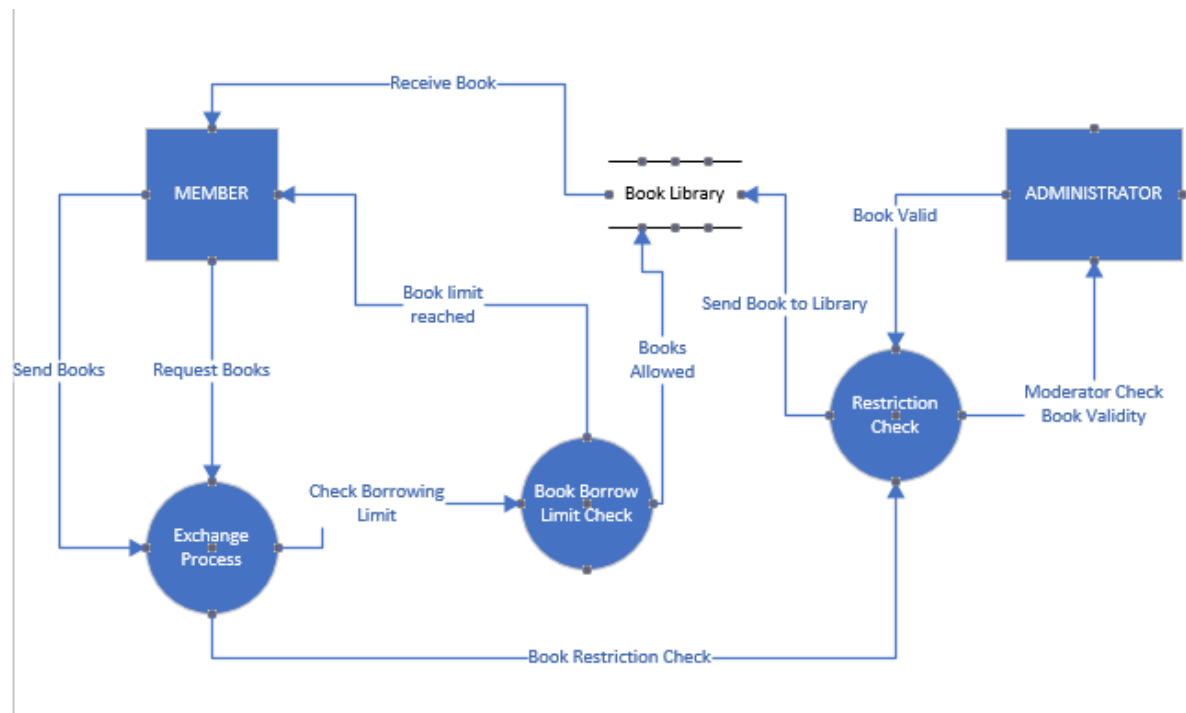 Receive Book
MEMBER
Book Library
ADMINISTRATOR
Book Valid
Book limit
reached
Send Book to Library
Send Books
Request Books
Books
Allowed
Moderator Check
Book Validity
Restriction
Check
Check Borrowing
Limit
Book Borrow
Limit Check
Exchange
Process
Book Restriction Check